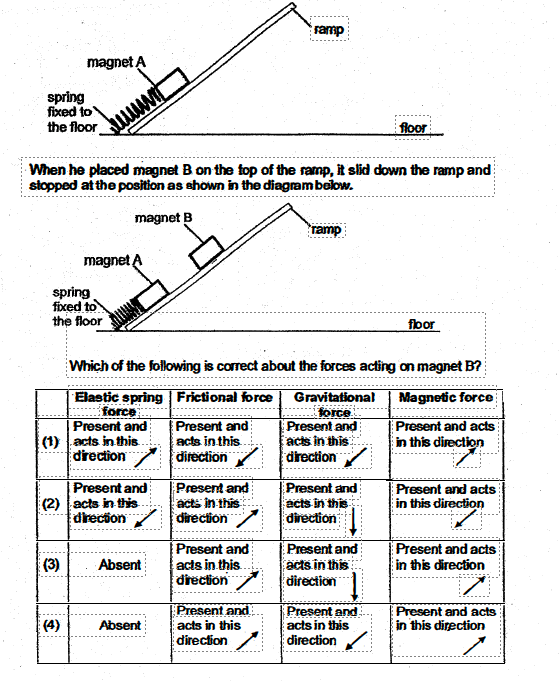 ramp
magnet A
spring
fixed to
the floor
floor
When he placed magnet B on the top of the ramp, it slid down the ramp and
stopped at the position as shown in the diagram below.
magnet B
ramp
magnet A
spring
fixed to
the floor
floor
Which of the following is correct about the forces acting on magnet B?
Elastic spring force Frictional force Gravitational force Magnetic force
(1) Present and acts in this direction Present and acts in this direction Present and acts in this direction Present and acts in this direction
(2) Present and acts in this direction Present and acts in this direction Present and acts in this direction Present and acts in this direction
(3) Absent Present and acts in this direction Present and acts in this direction Present and acts in this direction
(4) Absent Present and acts in this direction Present and acts in this direction Present and acts in this direction